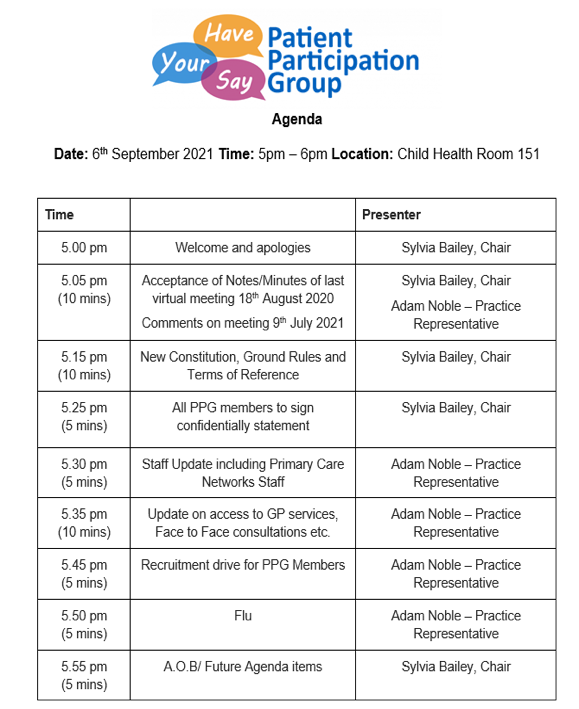 Have
Your
Say
Patient
Participation
Group
Agenda
Date: 6th September 2021 Time: 5pm – 6pm Location: Child Health Room 151
Time
Presenter
5.00 pm
Welcome and apologies
Sylvia Bailey, Chair
5.05 pm
(10 mins)
Acceptance of Notes/Minutes of last
virtual meeting 18th August 2020
Comments on meeting 9th July 2021
Sylvia Bailey, Chair
Adam Noble – Practice
Representative
5.15 pm
(10 mins)
New Constitution, Ground Rules and
Terms of Reference
Sylvia Bailey, Chair
5.25 pm
(5 mins)
All PPG members to sign
confidentially statement
Sylvia Bailey, Chair
5.30 pm
(5 mins)
Staff Update including Primary Care
Networks Staff
Adam Noble – Practice
Representative
5.35 pm
(10 mins)
Update on access to GP services,
Face to Face consultations etc.
Adam Noble – Practice
Representative
5.45 pm
(5 mins)
Recruitment drive for PPG Members
Adam Noble – Practice
Representative
5.50 pm
(5 mins)
Flu
Adam Noble – Practice
Representative
5.55 pm
(5 mins)
A.O.B/ Future Agenda items
Sylvia Bailey, Chair